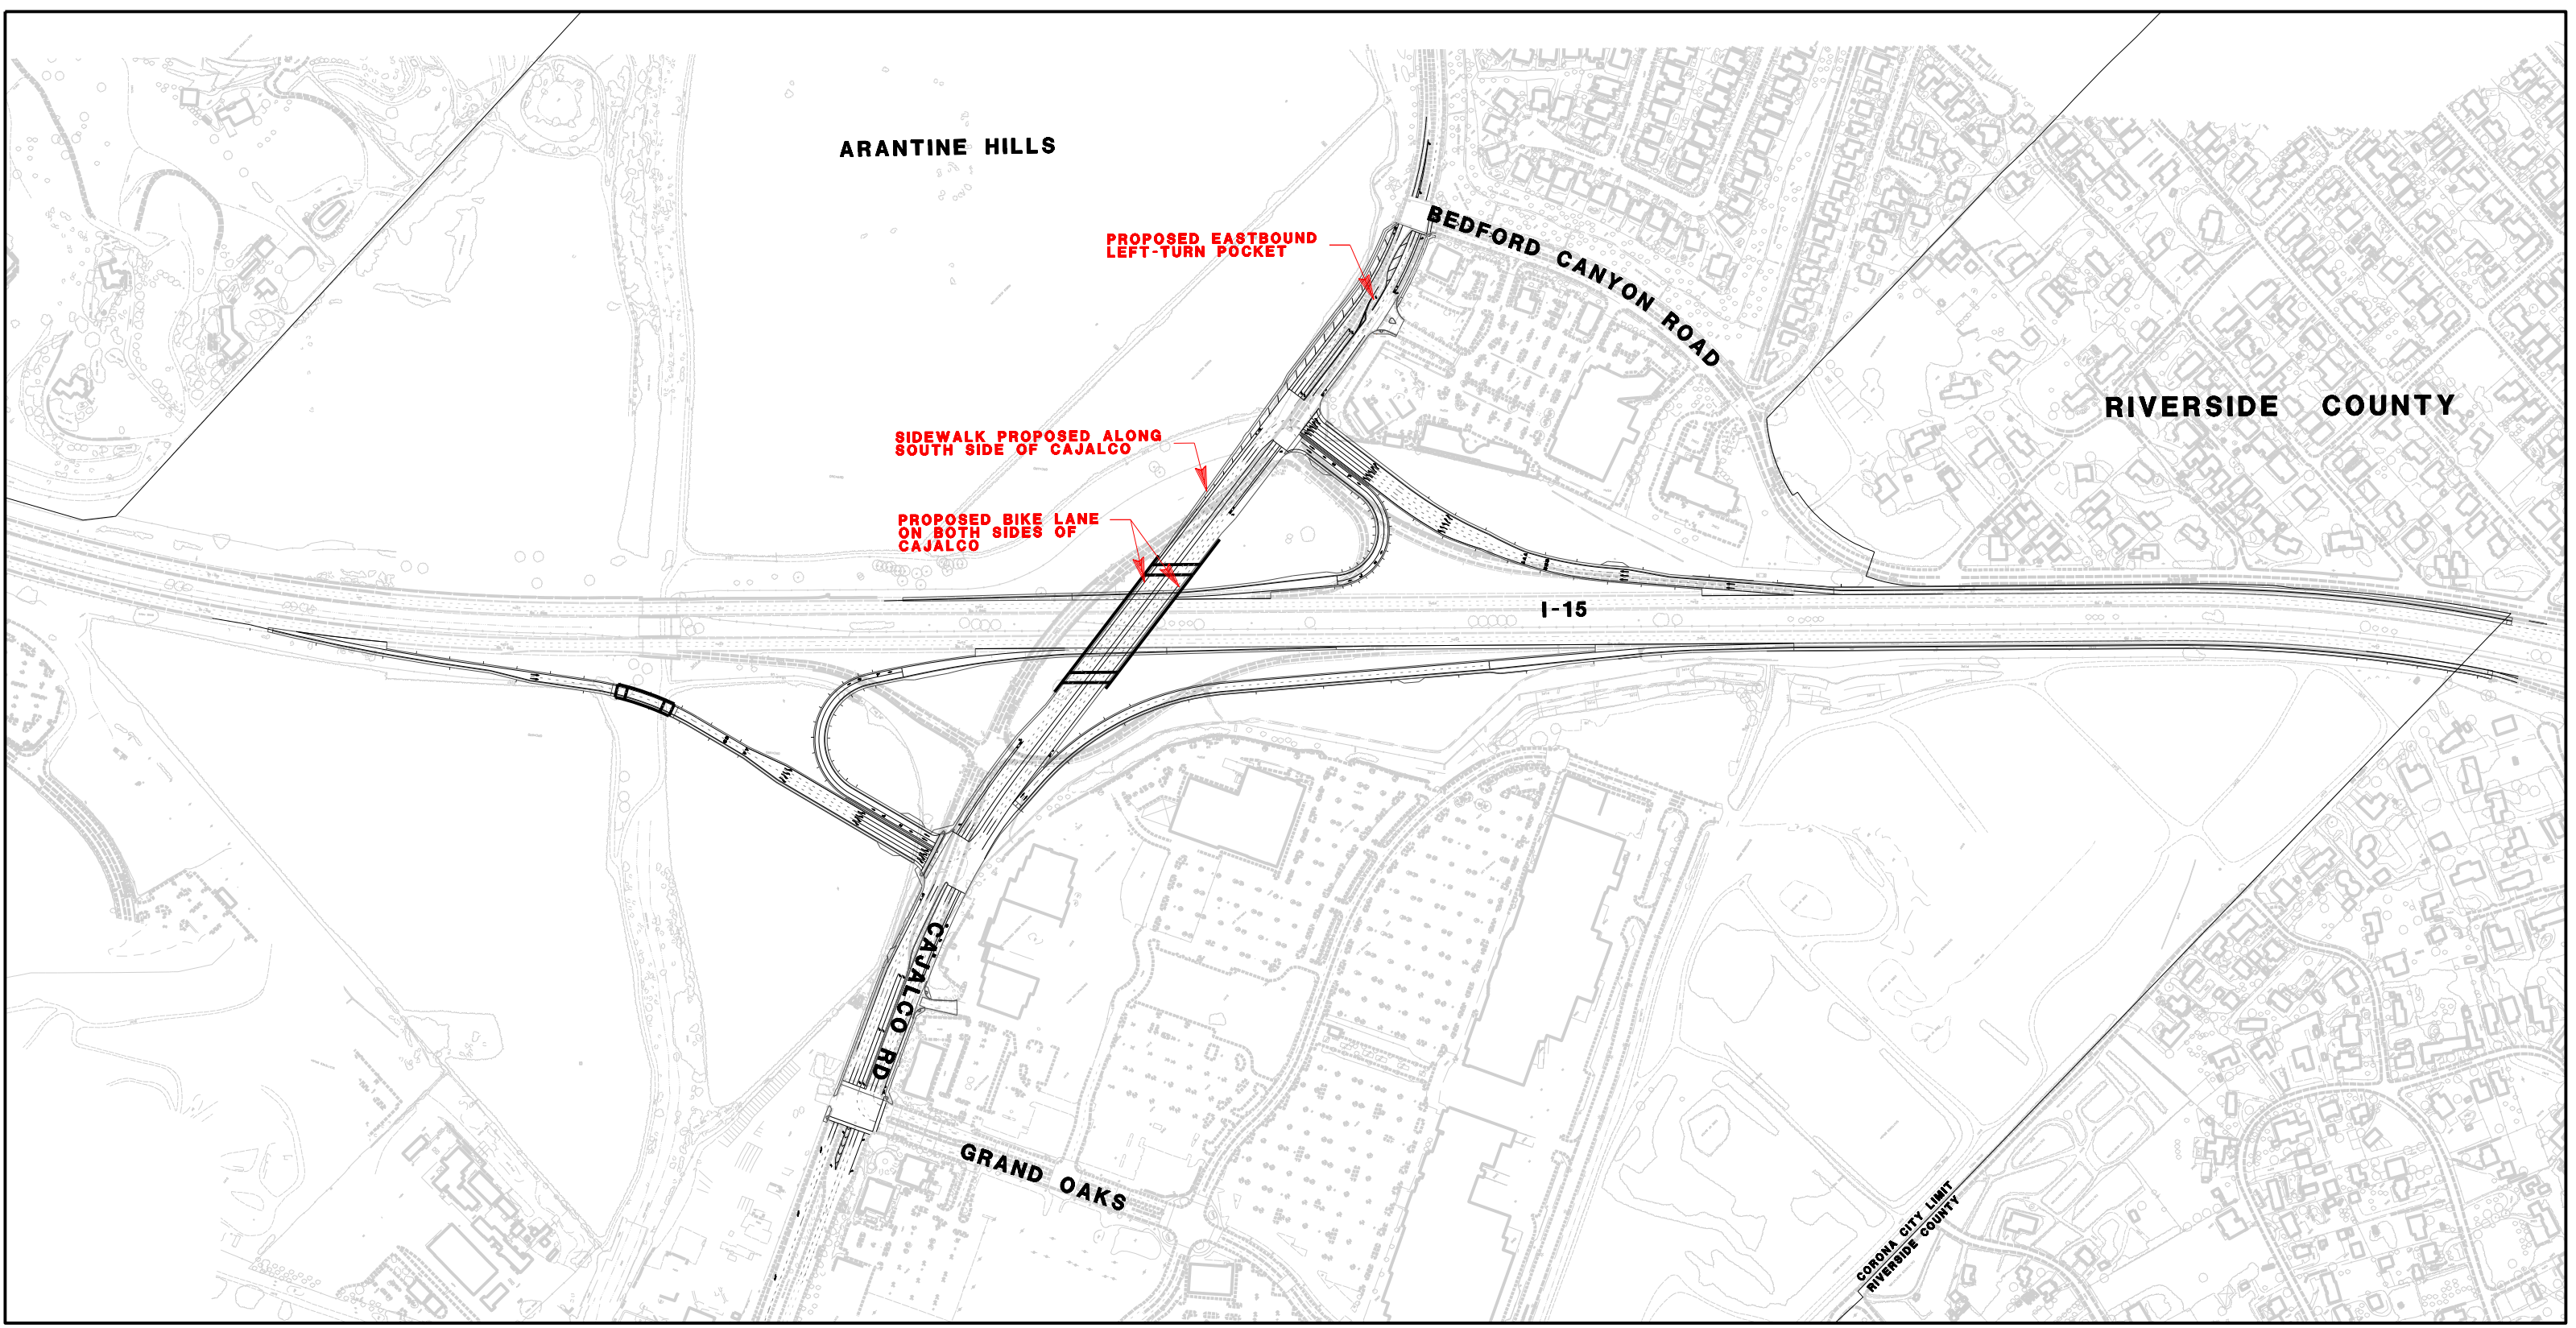 ARANTINE HILLS
BEDFORD CANYON ROAD
PROPOSED EASTBOUND
LEFT-TURN POCKET
RIVERSIDE COUNTY
SIDEWALK PROPOSED ALONG
SOUTH SIDE OF CAJALCO
PROPOSED BIKE LANE
ON BOTH SIDES OF
CAJALCO
I-15
CAJALCO RD
GRAND OAKS
CORONA CITY LIMIT
RIVERSIDE COUNTY